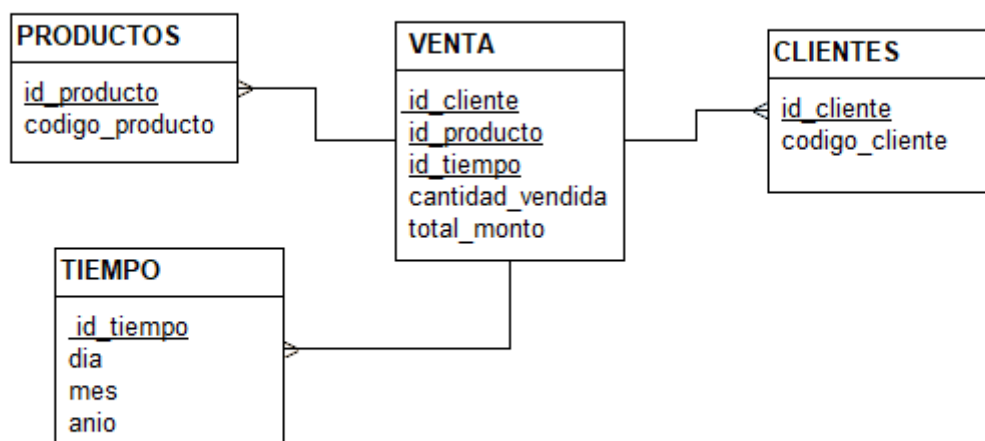 PRODUCTOS
id_producto
codigo_producto
VENTA
id_cliente
id_producto
id_tiempo
cantidad_vendida
total_monto
CLIENTES
id_cliente
codigo_cliente
TIEMPO
id_tiempo
dia
mes
anio